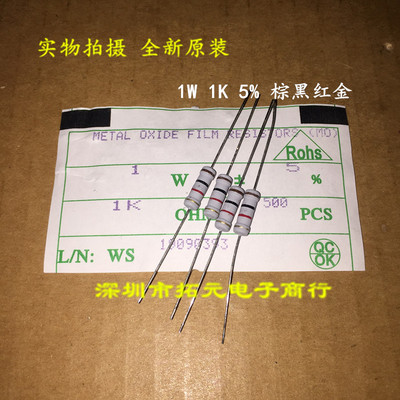 实物拍摄 全新原装
1W 1K 5% 棕黑红金
METAL OXIDE FILM RESISTORS (MO)
Rohs
1 W ± 5 %
1K OHM 500 PCS
L/N: WS 19090393
QC OK
深圳市拓元电子商行